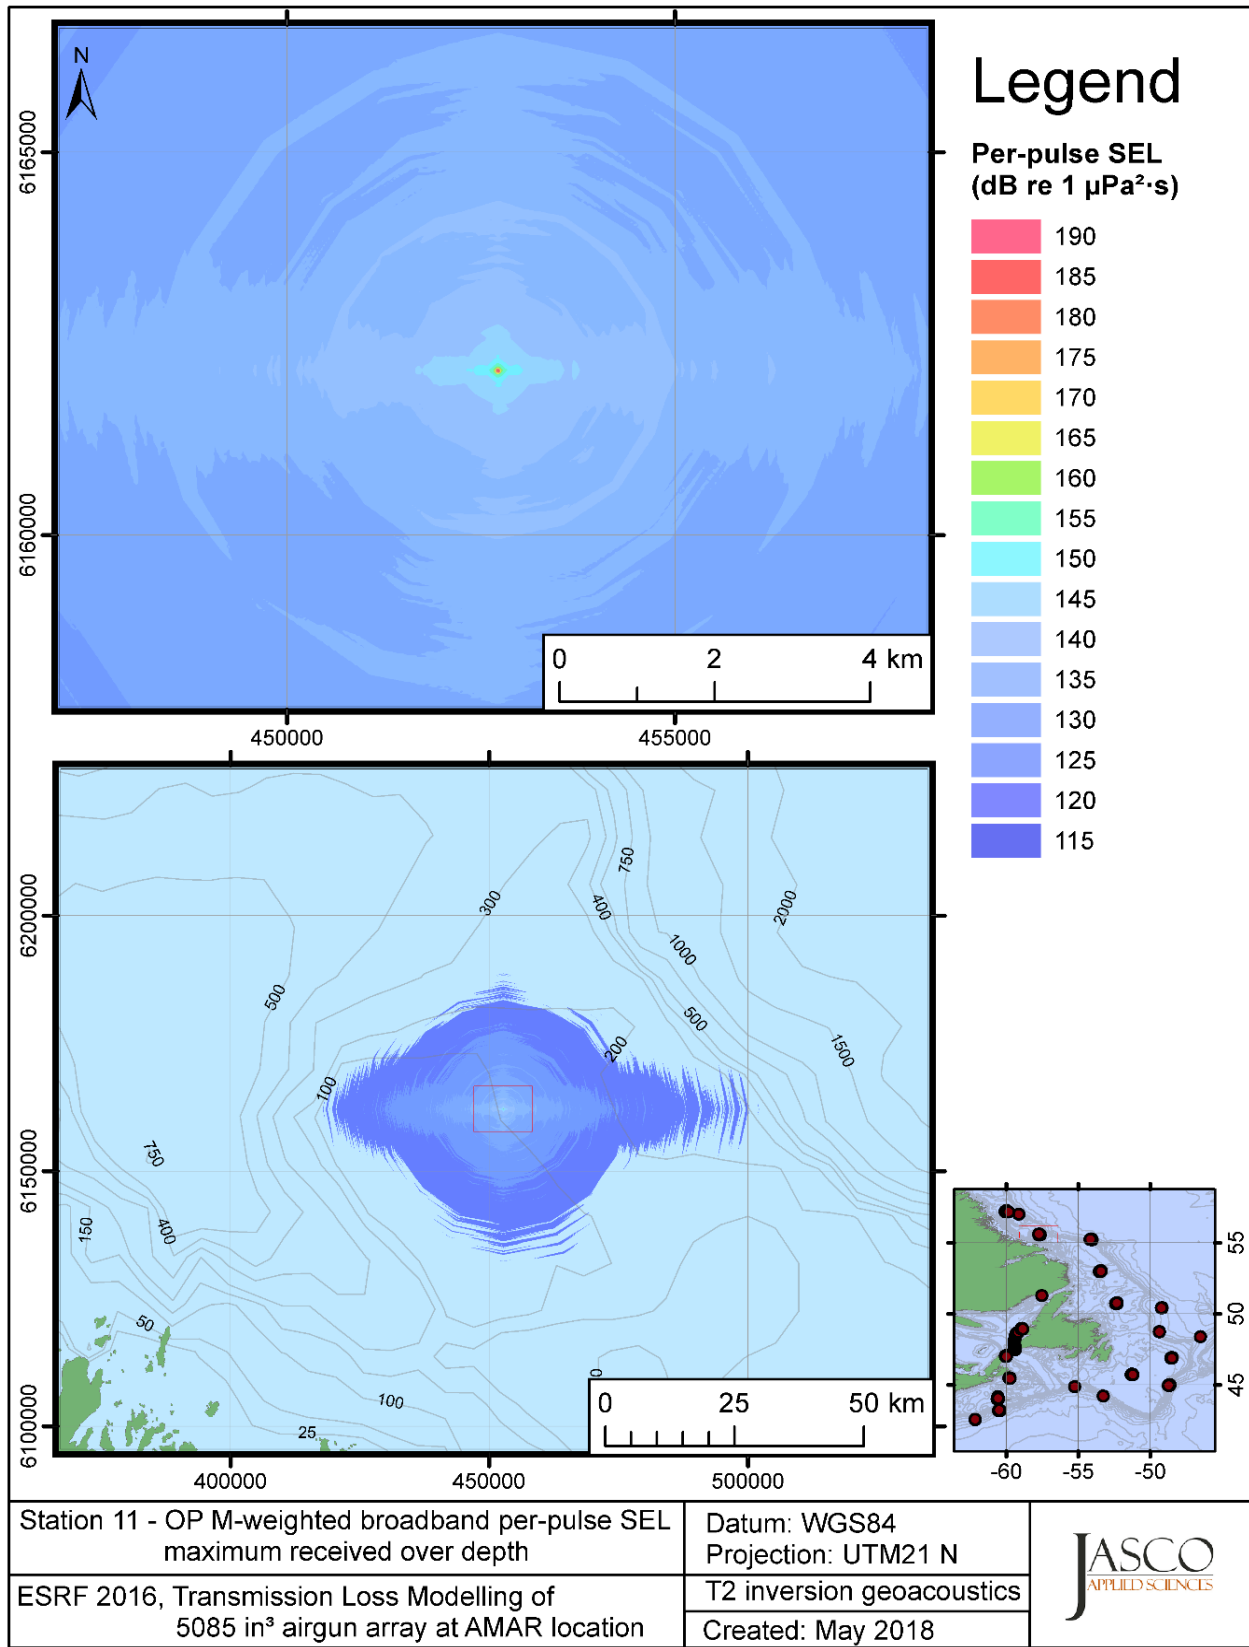 N
6165000
6160000
0 2 4 km
450000 455000
Legend
Per-pulse SEL
(dB re 1 µPa²·s)
190
185
180
175
170
165
160
155
150
145
140
135
130
125
120
115
6200000
6150000
6100000
300
750
400
2000
1000
500
500
1500
200
100
750
150
400
50
100
25
0 25 50 km
400000 450000 500000
55
50
45
-60 -55 -50
Station 11 - OP M-weighted broadband per-pulse SEL
maximum received over depth
ESRF 2016, Transmission Loss Modelling of
5085 in³ airgun array at AMAR location
Datum: WGS84
Projection: UTM21 N
T2 inversion geoacoustics
Created: May 2018
JASCO
APPLIED SCIENCES